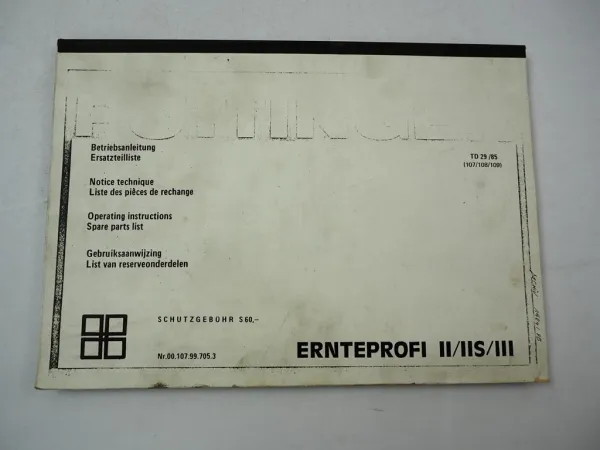 PÖTTINGER
Betriebsanleitung
Ersatzteilliste
TD 29/85
(107/108/109)
Notice technique
Liste des pièces de rechange
Operating instructions
Spare parts list
Gebruiksaanwijzing
List van reserveonderdelen
SCHUTZGEBÜHR S 60,–
Nr.00.107.99.705.3
ERNTEPROFI II/IIS/III